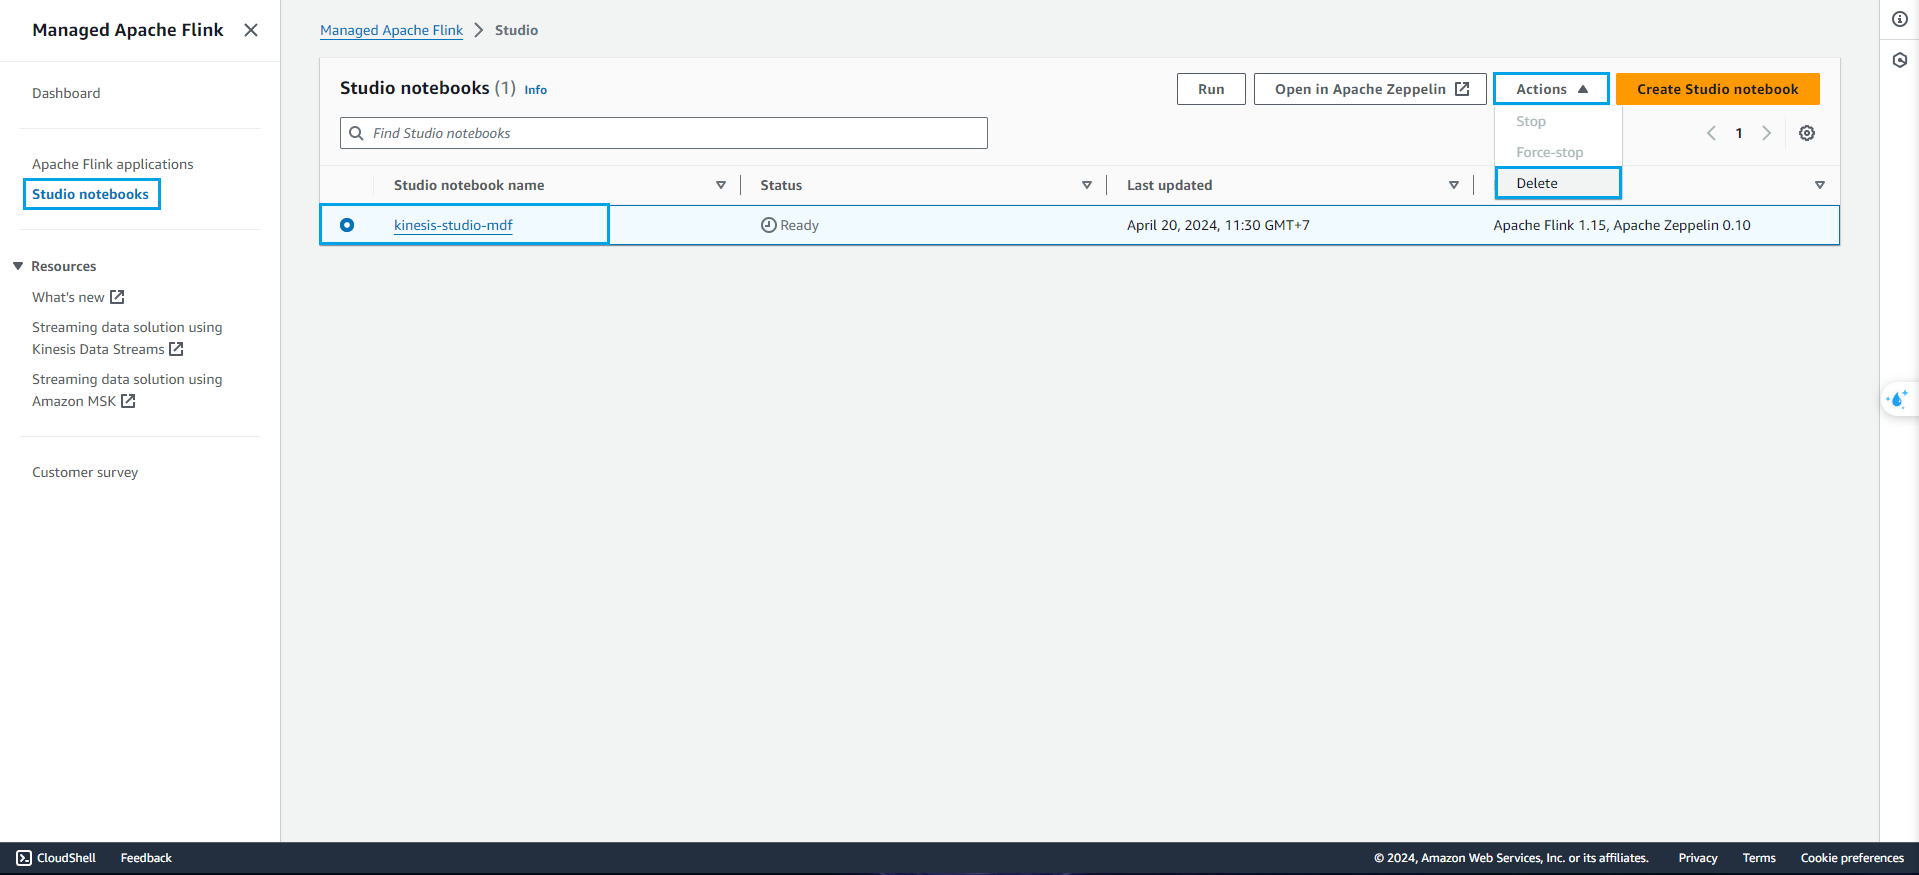 Managed Apache Flink
Dashboard
Apache Flink applications
Studio notebooks
Resources
What's new
Streaming data solution using
Kinesis Data Streams
Streaming data solution using
Amazon MSK
Customer survey
Managed Apache Flink Studio
Studio notebooks (1) Info
Run
Open in Apache Zeppelin
Actions
Create Studio notebook
Find Studio notebooks
Stop
Force-stop
Delete
1
Studio notebook name Status Last updated
kinesis-studio-mdf Ready April 20, 2024, 11:30 GMT+7 Apache Flink 1.15, Apache Zeppelin 0.10
CloudShell Feedback © 2024, Amazon Web Services, Inc. or its affiliates. Privacy Terms Cookie preferences